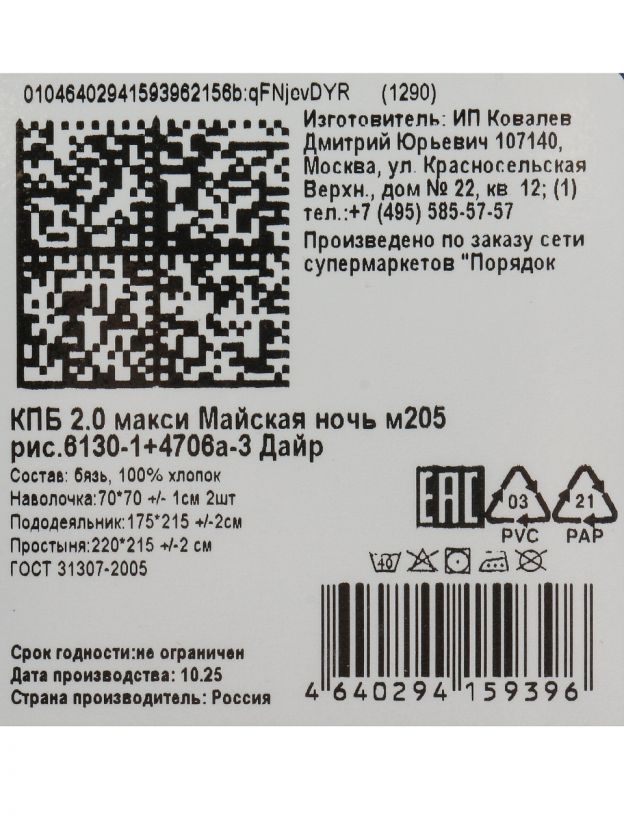 01046402941593962156b:qFNjevDYR (1290)
Изготовитель: ИП Ковалев
Дмитрий Юрьевич 107140,
Москва, ул. Красносельская
Верхн., дом № 22, кв 12; (1)
тел.:+7 (495) 585-57-57
Произведено по заказу сети
супермаркетов "Порядок
КПБ 2.0 макси Майская ночь м205
рис.6130-1+4706а-3 Дайр
Состав: бязь, 100% хлопок
Наволочка:70*70 +/- 1см 2шт
Пододеяльник:175*215 +/-2см
Простыня:220*215 +/-2 см
ГОСТ 31307-2005
EAC
03
PVC
21
PAP
40
Срок годности:не ограничен
Дата производства: 10.25
Страна производитель: Россия
4 640294 159396